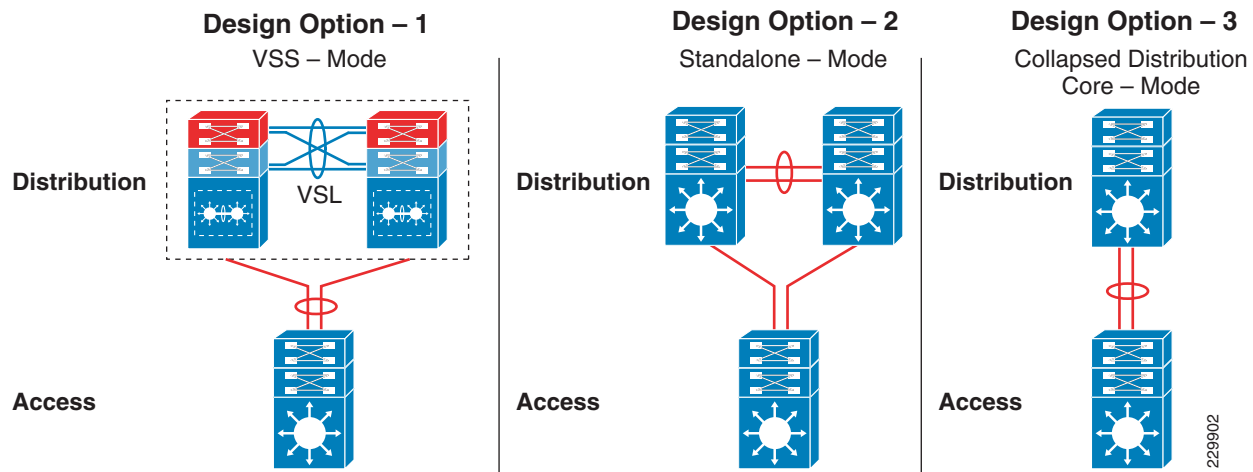 Design Option – 1
VSS – Mode
Distribution
VSL
Access
Design Option – 2
Standalone – Mode
Distribution
Access
Design Option – 3
Collapsed Distribution
Core – Mode
Distribution
Access
229902